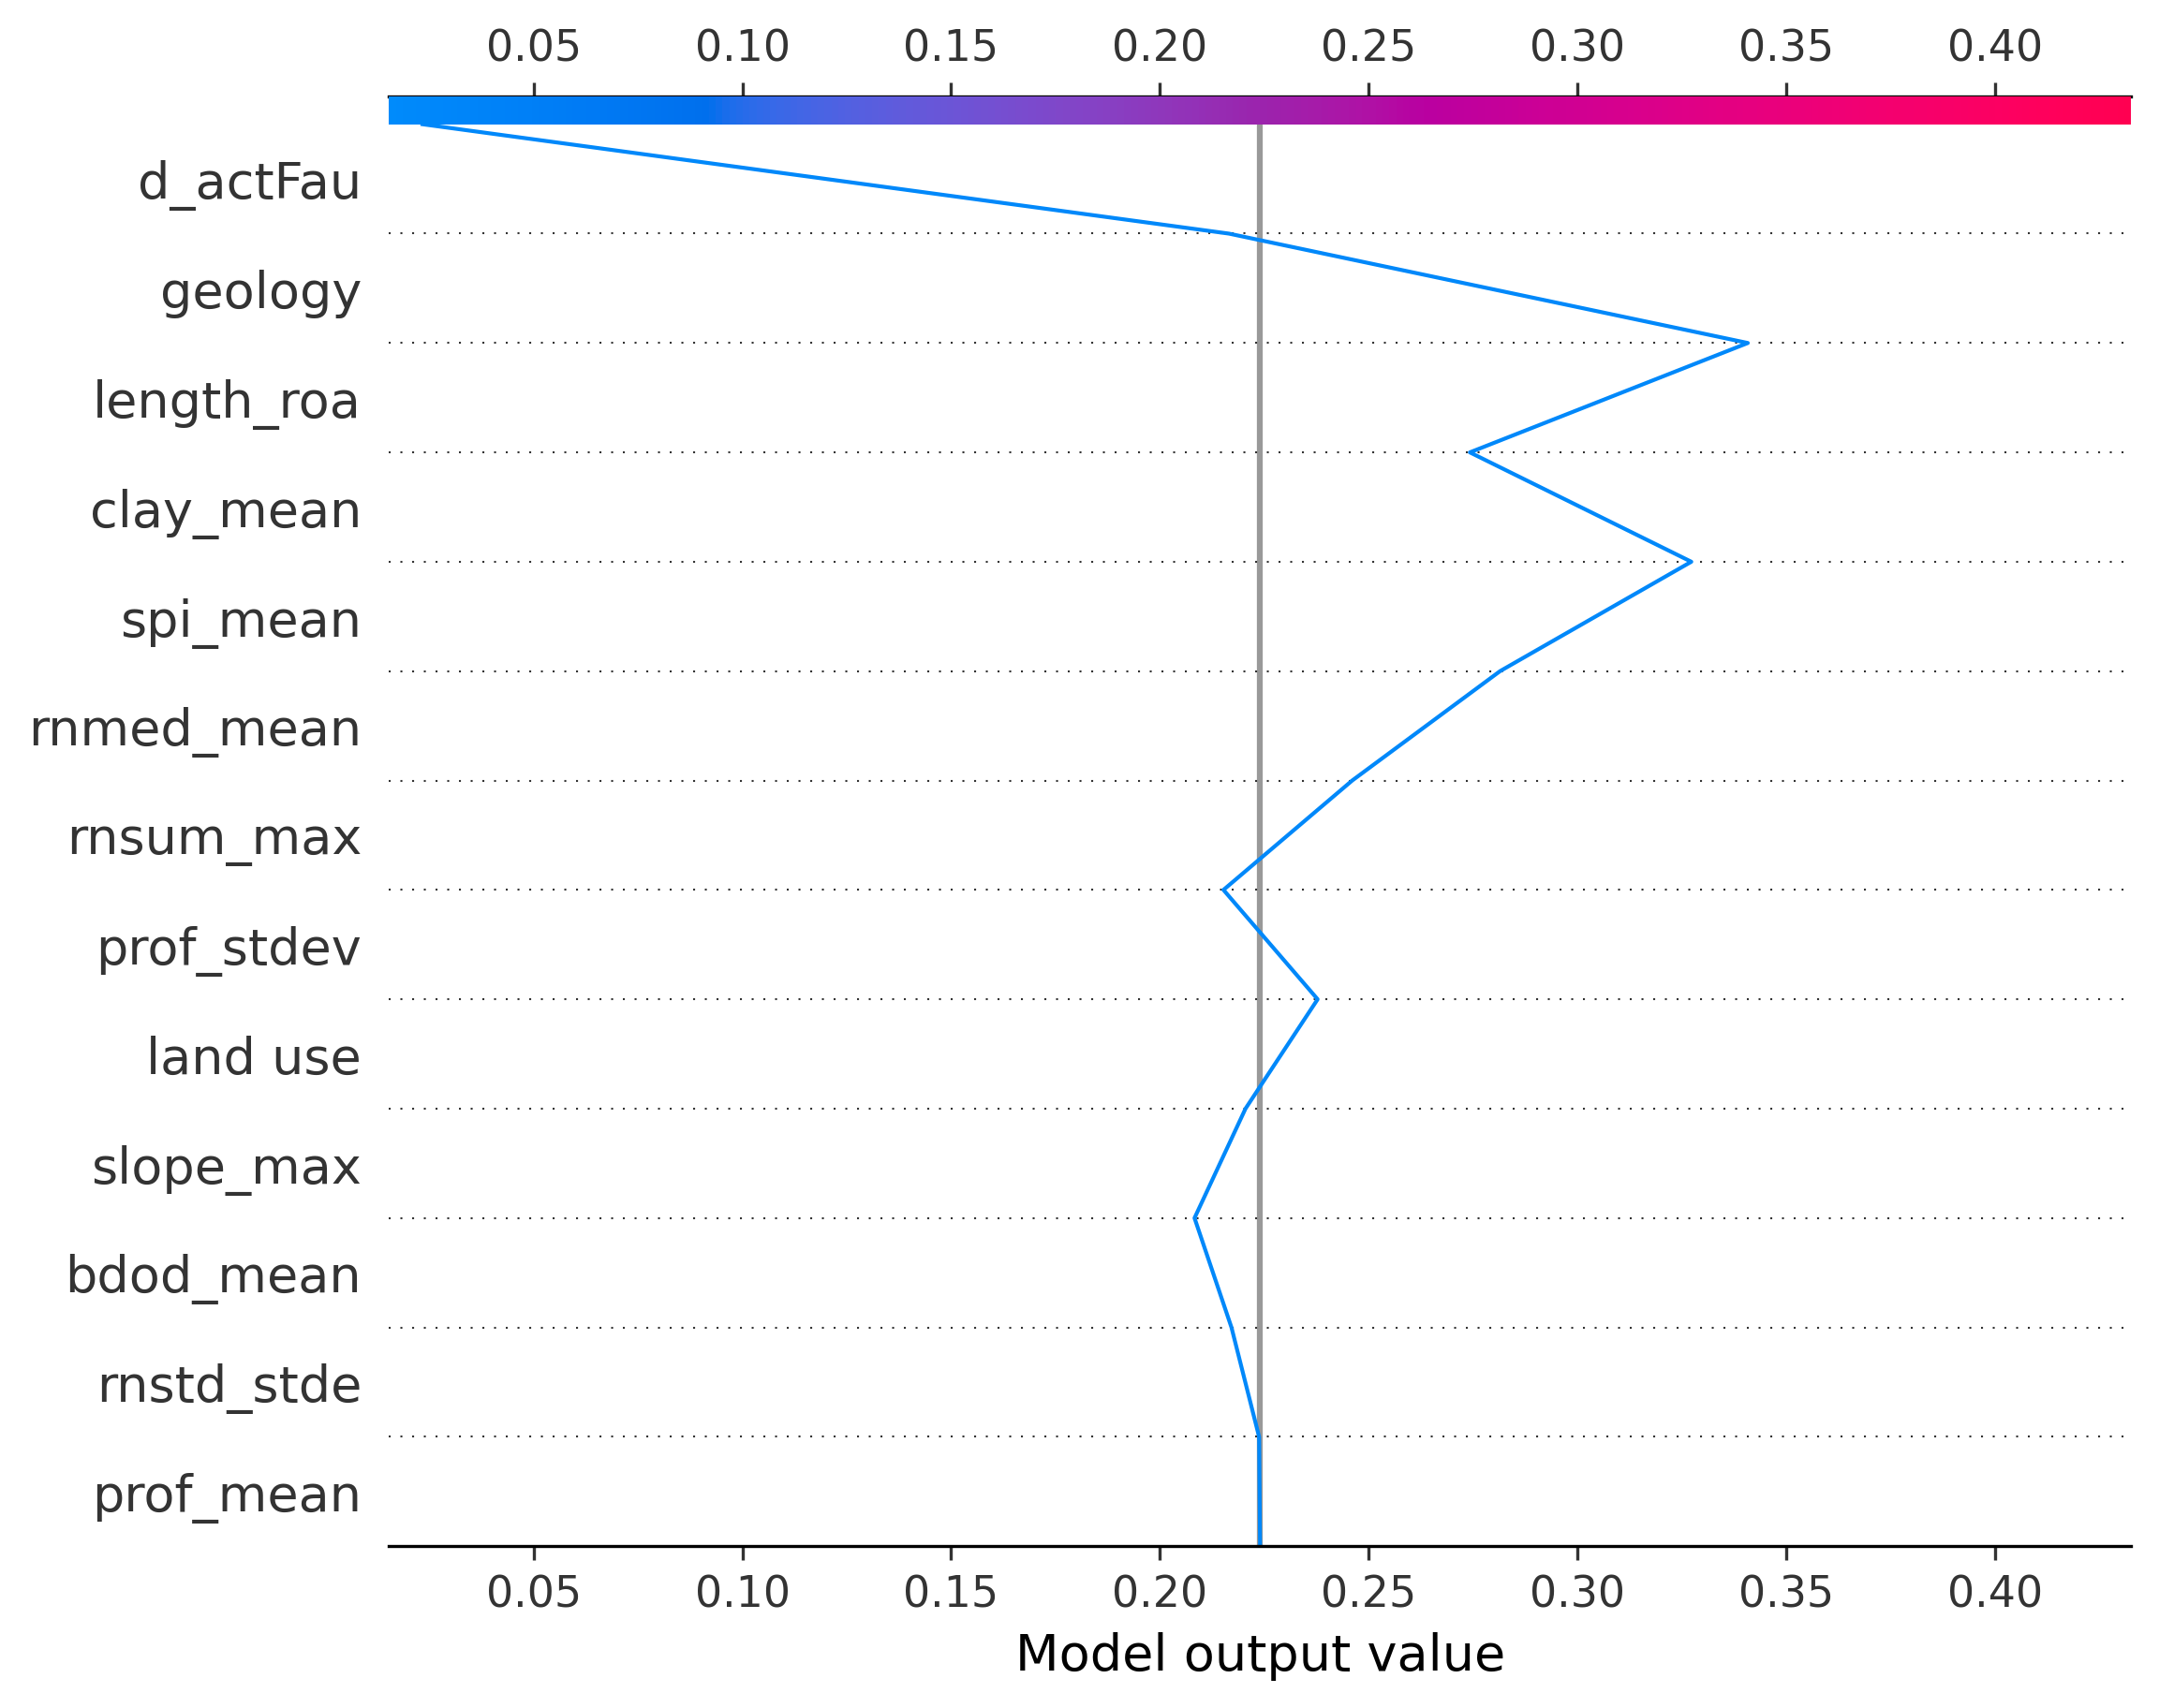 0.05 0.10 0.15 0.20 0.25 0.30 0.35 0.40
d_actFau
geology
length_roa
clay_mean
spi_mean
rnmed_mean
rnsum_max
prof_stdev
land use
slope_max
bdod_mean
rnstd_stde
prof_mean
0.05 0.10 0.15 0.20 0.25 0.30 0.35 0.40
Model output value